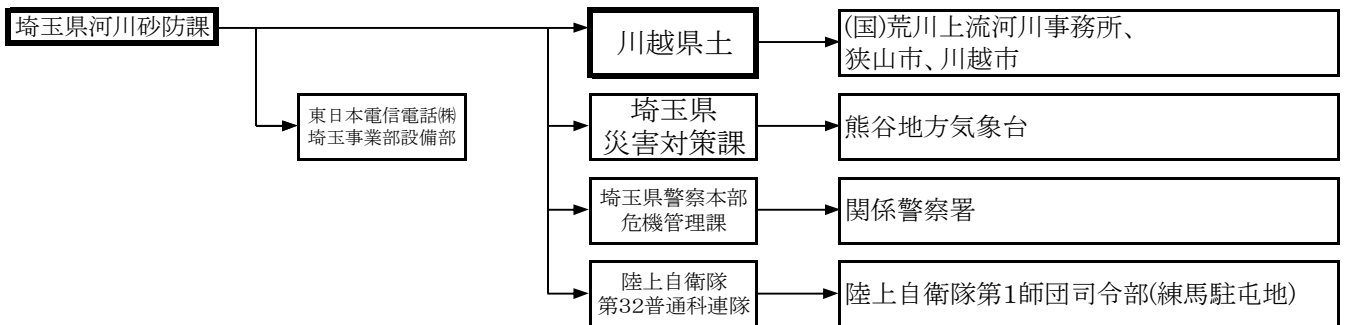 埼玉県河川砂防課
川越県土
(国)荒川上流河川事務所、
狭山市、川越市
東日本電信電話㈱
埼玉事業部設備部
埼玉県
災害対策課
熊谷地方気象台
埼玉県警察本部
危機管理課
関係警察署
陸上自衛隊
第32普通科連隊
陸上自衛隊第1師団司令部(練馬駐屯地)